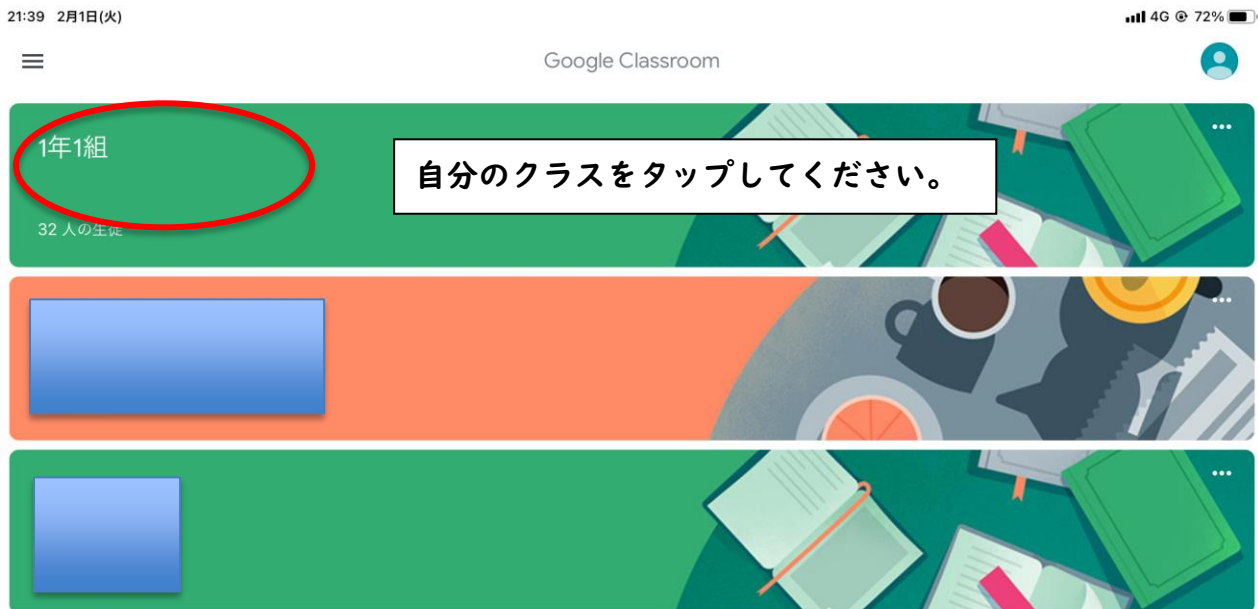 21:39 2月1日(火)
4G 72%
Google Classroom
1年1組
自分のクラスをタップしてください。
32 人の生徒